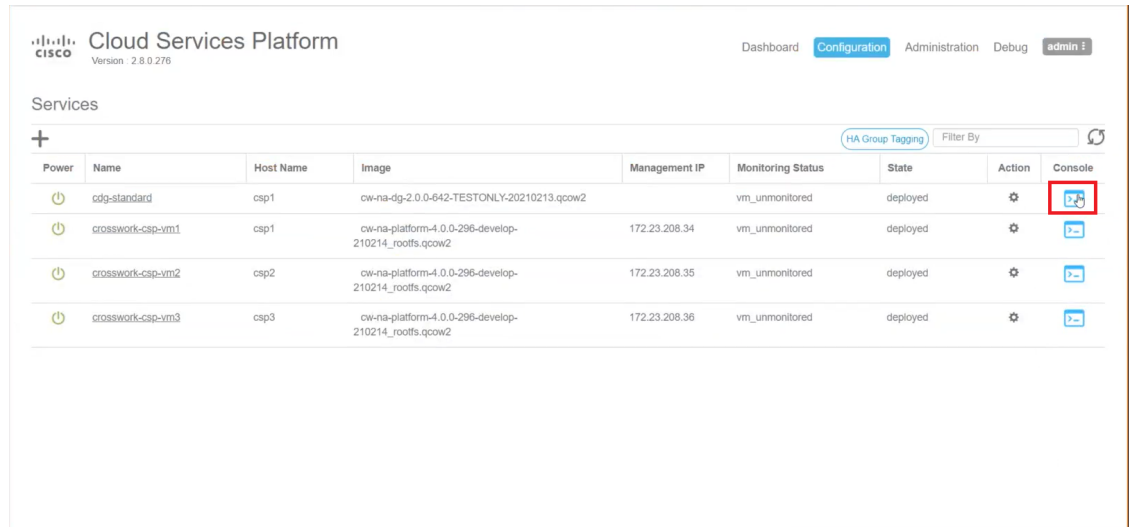 cisco
Cloud Services Platform
Version : 2.8.0.276
Dashboard Configuration Administration Debug admin
Services
HA Group Tagging Filter By
Power Name Host Name Image Management IP Monitoring Status State Action Console
cdg-standard csp1 cw-na-dg-2.0.0-642-TESTONLY-20210213.qcow2 vm_unmonitored deployed
crosswork-csp-vm1 csp1 cw-na-platform-4.0.0-296-develop-210214_rootfs.qcow2 172.23.208.34 vm_unmonitored deployed
crosswork-csp-vm2 csp2 cw-na-platform-4.0.0-296-develop-210214_rootfs.qcow2 172.23.208.35 vm_unmonitored deployed
crosswork-csp-vm3 csp3 cw-na-platform-4.0.0-296-develop-210214_rootfs.qcow2 172.23.208.36 vm_unmonitored deployed